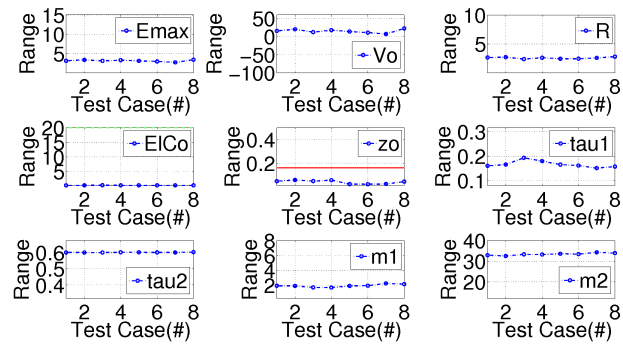 15 10 5 Range Emax 2 4 6 8 Test Case(#)
50 0 −50 −100 Range Vo 2 4 6 8 Test Case(#)
10 5 Range R 2 4 6 8 Test Case(#)
20 15 10 5 Range ElCo 2 4 6 8 Test Case(#)
0.4 0.2 Range zo 2 4 6 8 Test Case(#)
0.3 0.2 0.1 Range tau1 2 4 6 8 Test Case(#)
0.6 0.5 0.4 Range tau2 2 4 6 8 Test Case(#)
8 6 4 2 Range m1 2 4 6 8 Test Case(#)
40 30 20 Range m2 2 4 6 8 Test Case(#)